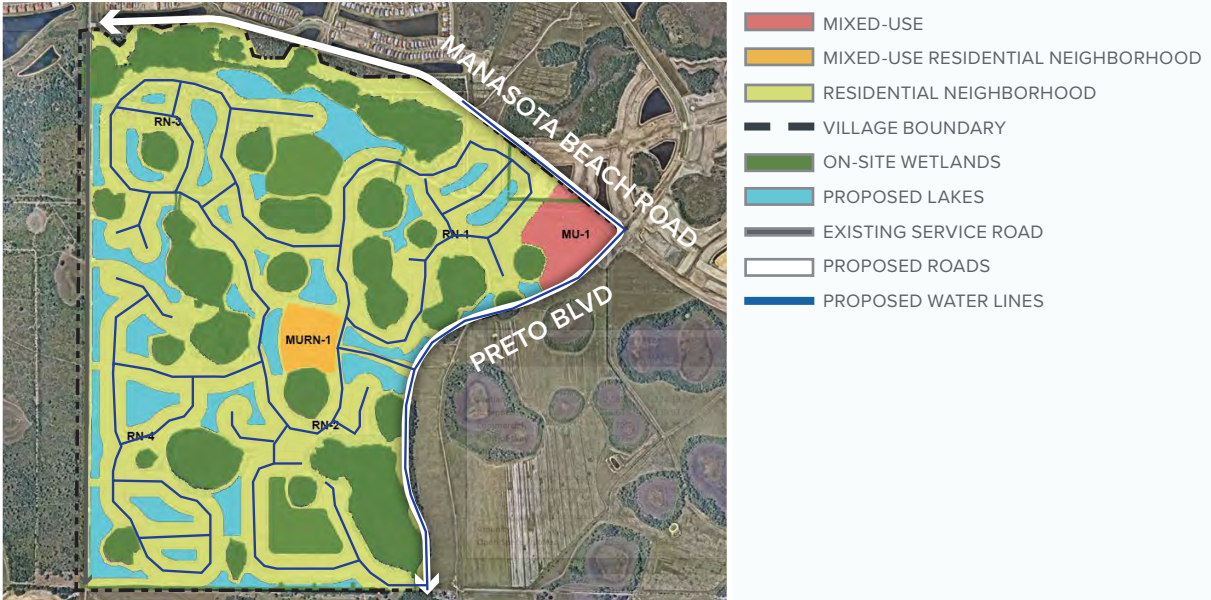 MANASOTA BEACH ROAD
RN-3
RN-1
MU-1
PRETO BLVD
MURN-1
RN-2
RN-4
MIXED-USE
MIXED-USE RESIDENTIAL NEIGHBORHOOD
RESIDENTIAL NEIGHBORHOOD
VILLAGE BOUNDARY
ON-SITE WETLANDS
PROPOSED LAKES
EXISTING SERVICE ROAD
PROPOSED ROADS
PROPOSED WATER LINES